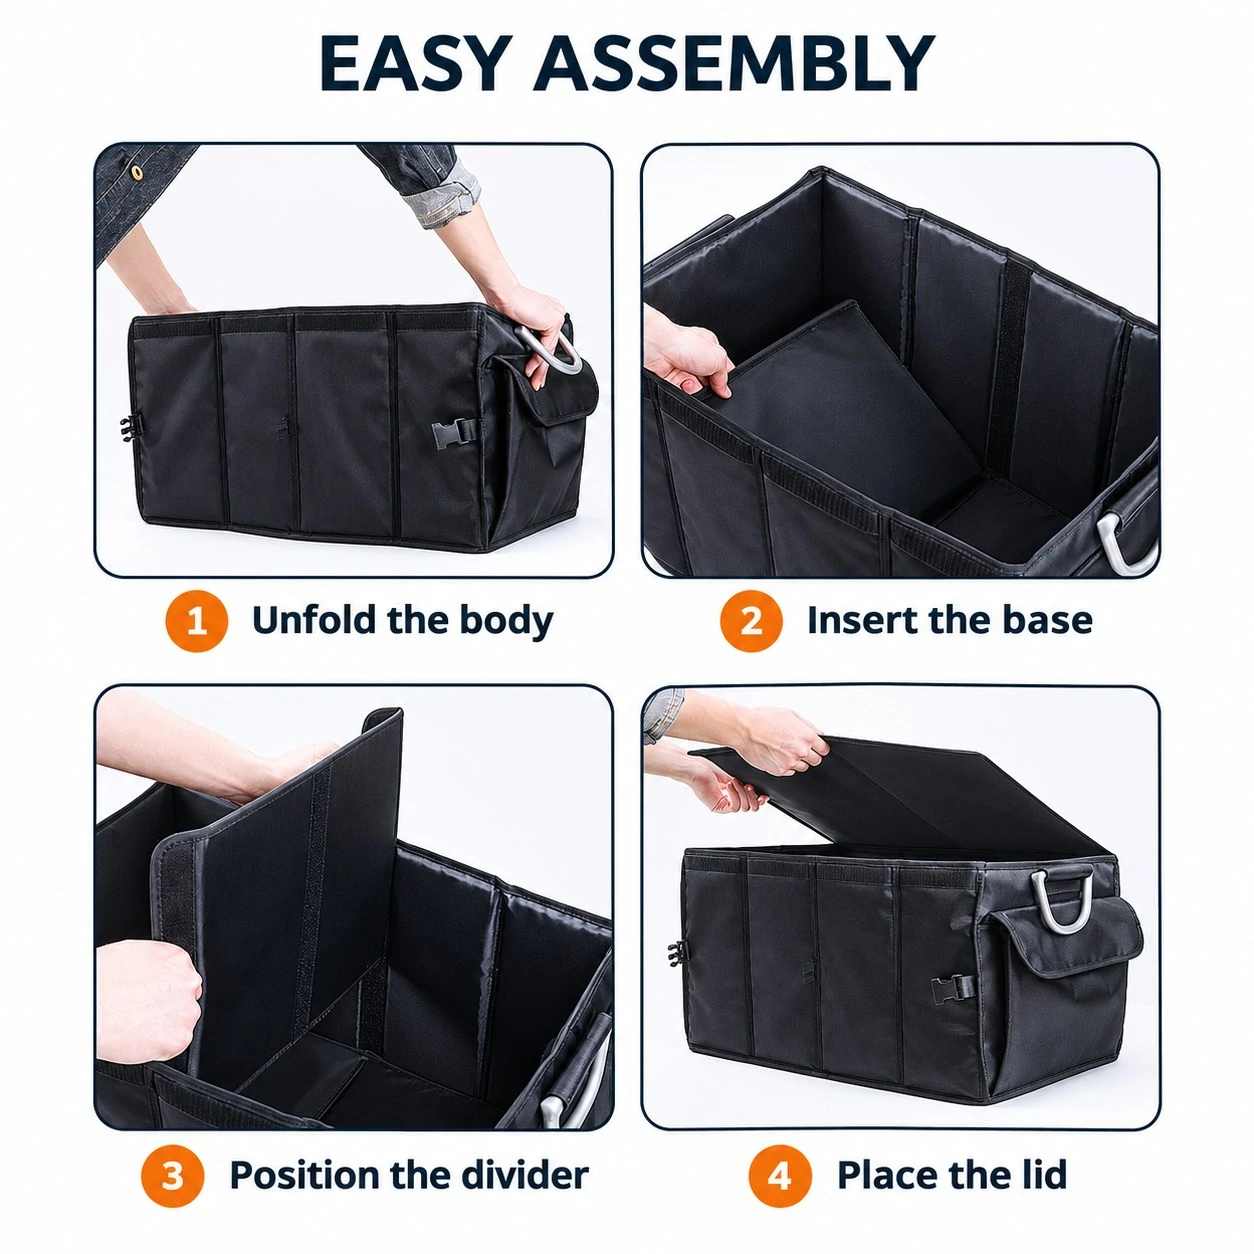 EASY ASSEMBLY
1 Unfold the body
2 Insert the base
3 Position the divider
4 Place the lid